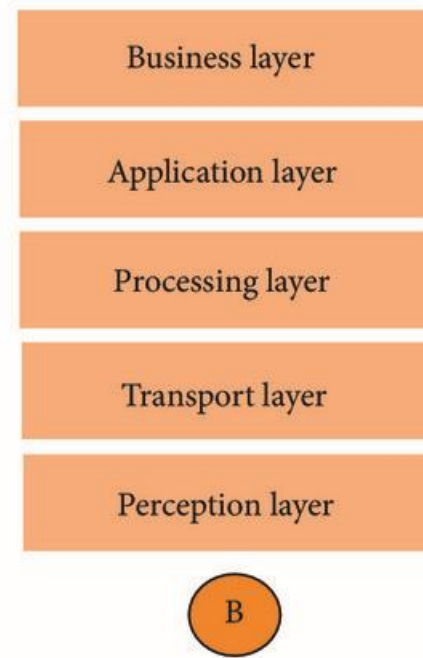 Business layer
Application layer
Processing layer
Transport layer
Perception layer
B